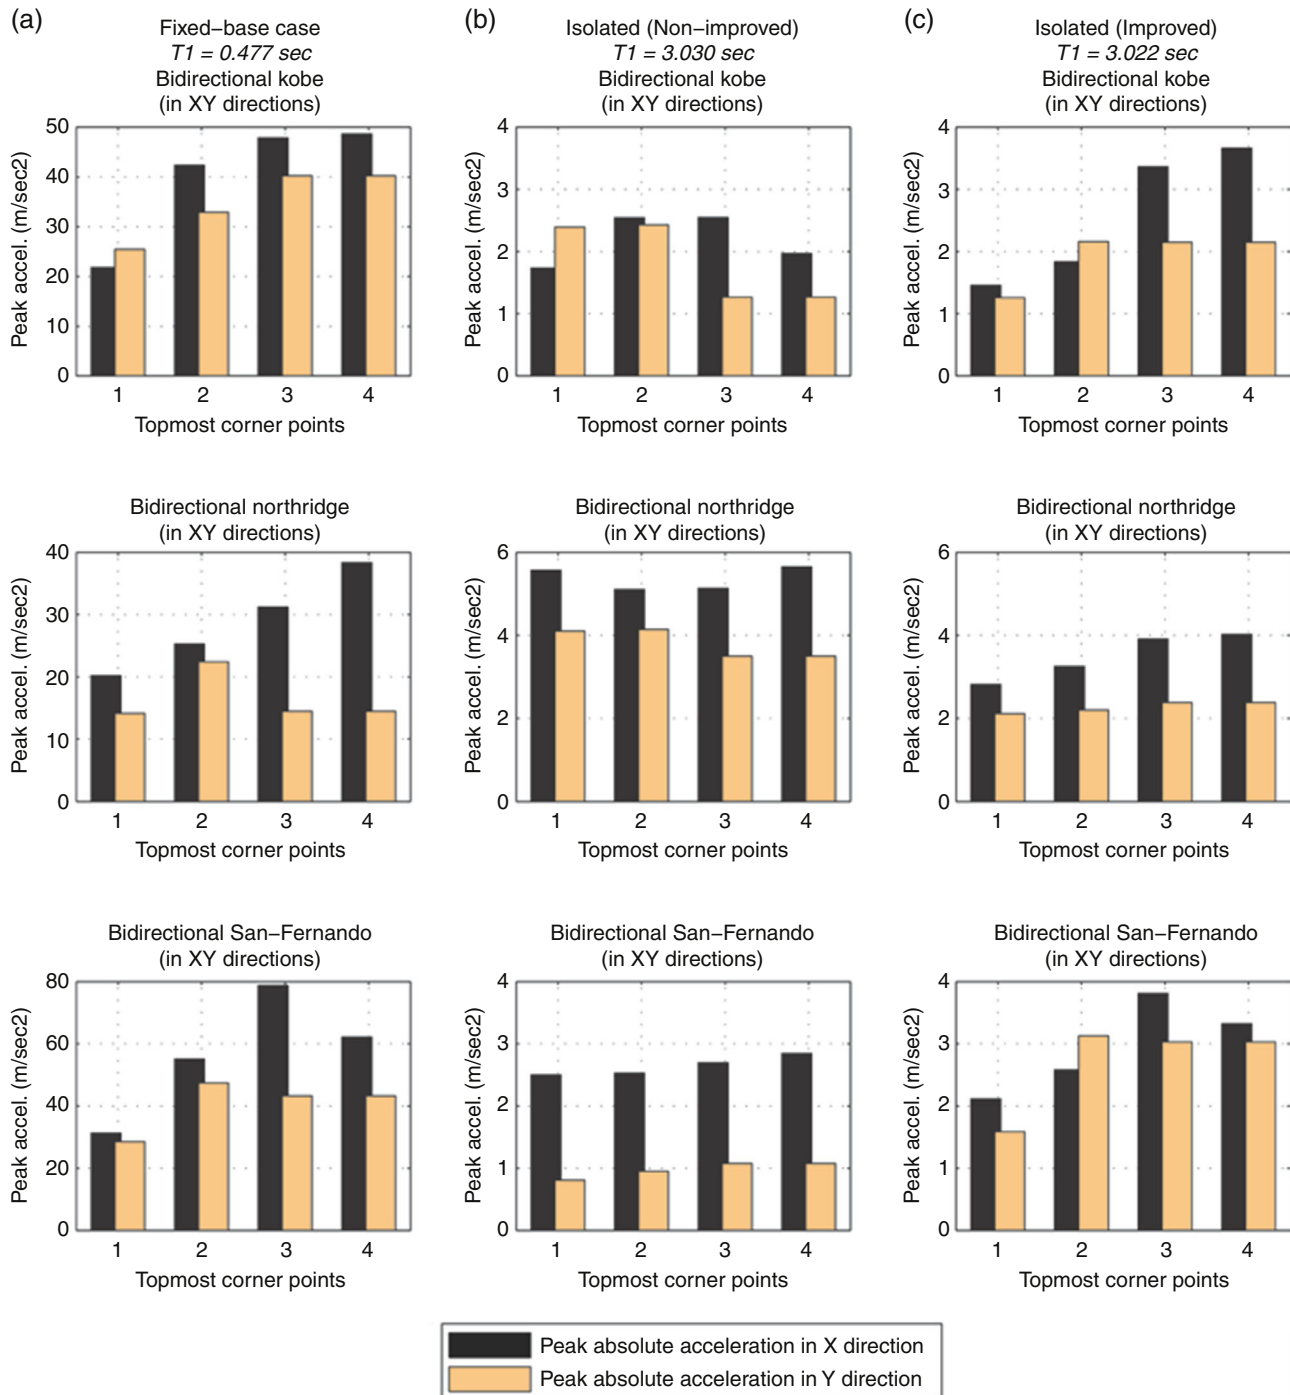 (a)
Fixed−base case
T1 = 0.477 sec
Bidirectional kobe
(in XY directions)
50
40
30
20
10
0
Peak accel. (m/sec2)
1 2 3 4
Topmost corner points
(b)
Isolated (Non−improved)
T1 = 3.030 sec
Bidirectional kobe
(in XY directions)
4
3
2
1
0
Peak accel. (m/sec2)
1 2 3 4
Topmost corner points
(c)
Isolated (Improved)
T1 = 3.022 sec
Bidirectional kobe
(in XY directions)
4
3
2
1
0
Peak accel. (m/sec2)
1 2 3 4
Topmost corner points
Bidirectional northridge
(in XY directions)
40
30
20
10
0
Peak accel. (m/sec2)
1 2 3 4
Topmost corner points
Bidirectional northridge
(in XY directions)
6
4
2
0
Peak accel. (m/sec2)
1 2 3 4
Topmost corner points
Bidirectional northridge
(in XY directions)
6
4
2
0
Peak accel. (m/sec2)
1 2 3 4
Topmost corner points
Bidirectional San−Fernando
(in XY directions)
80
60
40
20
0
Peak accel. (m/sec2)
1 2 3 4
Topmost corner points
Bidirectional San−Fernando
(in XY directions)
4
3
2
1
0
Peak accel. (m/sec2)
1 2 3 4
Topmost corner points
Bidirectional San−Fernando
(in XY directions)
4
3
2
1
0
Peak accel. (m/sec2)
1 2 3 4
Topmost corner points
Peak absolute acceleration in X direction
Peak absolute acceleration in Y direction